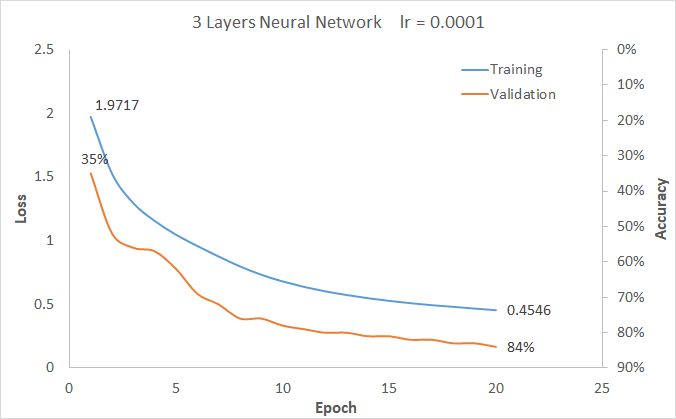 3 Layers Neural Network lr = 0.0001
2.5
2
1.5
1
0.5
0
Loss
0%
10%
20%
30%
40%
50%
60%
70%
80%
90%
Accuracy
Training
Validation
1.9717
35%
0.4546
84%
0 5 10 15 20 25
Epoch